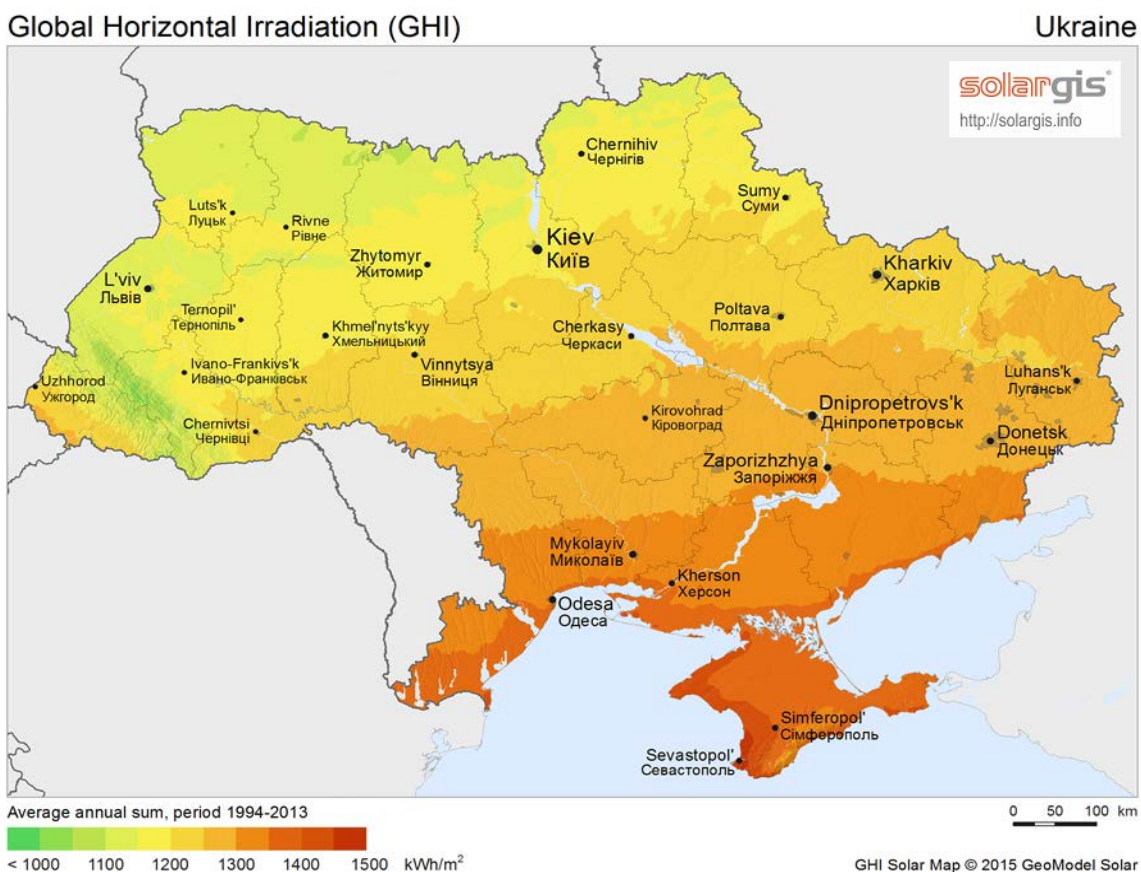 Global Horizontal Irradiation (GHI)
Ukraine
solargis
http://solargis.info
Chernihiv
Чернігів
Sumy
Суми
Luts'k
Луцьк
Rivne
Рівне
Kiev
Київ
Zhytomyr
Житомир
Kharkiv
Харків
L'viv
Львів
Ternopil'
Тернопіль
Poltava
Полтава
Khmel'nyts'kyy
Хмельницький
Cherkasy
Черкаси
Vinnytsya
Вінниця
Ivano-Frankivs'k
Ивано-Франківськ
Uzhhorod
Ужгород
Luhans'k
Луганськ
Chernivtsi
Чернівці
Kirovohrad
Кіровоград
Dnipropetrovs'k
Дніпропетровськ
Donetsk
Донецьк
Zaporizhzhya
Запоріжжя
Mykolayiv
Миколаїв
Kherson
Херсон
Odesa
Одеса
Simferopol'
Сімферополь
Sevastopol'
Севастополь
Average annual sum, period 1994-2013
0 50 100 km
< 1000 1100 1200 1300 1400 1500 kWh/m²
GHI Solar Map © 2015 GeoModel Solar